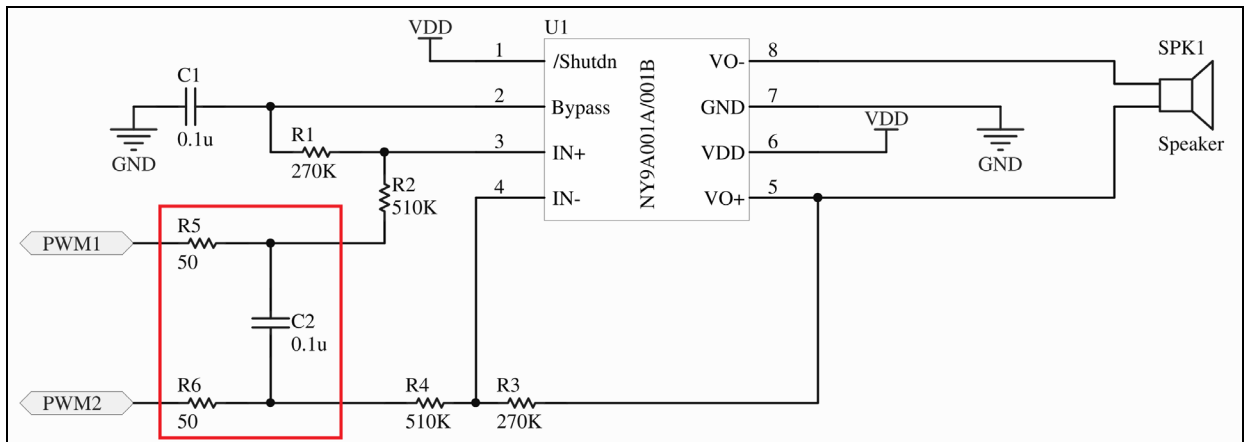 VDD
U1
1
/Shutdn
VO-
8
SPK1
C1
0.1u
GND
2
Bypass
GND
7
GND
R1
270K
3
IN+
VDD
6
VDD
Speaker
R2
510K
4
IN-
VO+
5
NY9A001A/001B
PWM1
R5
50
C2
0.1u
PWM2
R6
50
R4
510K
R3
270K